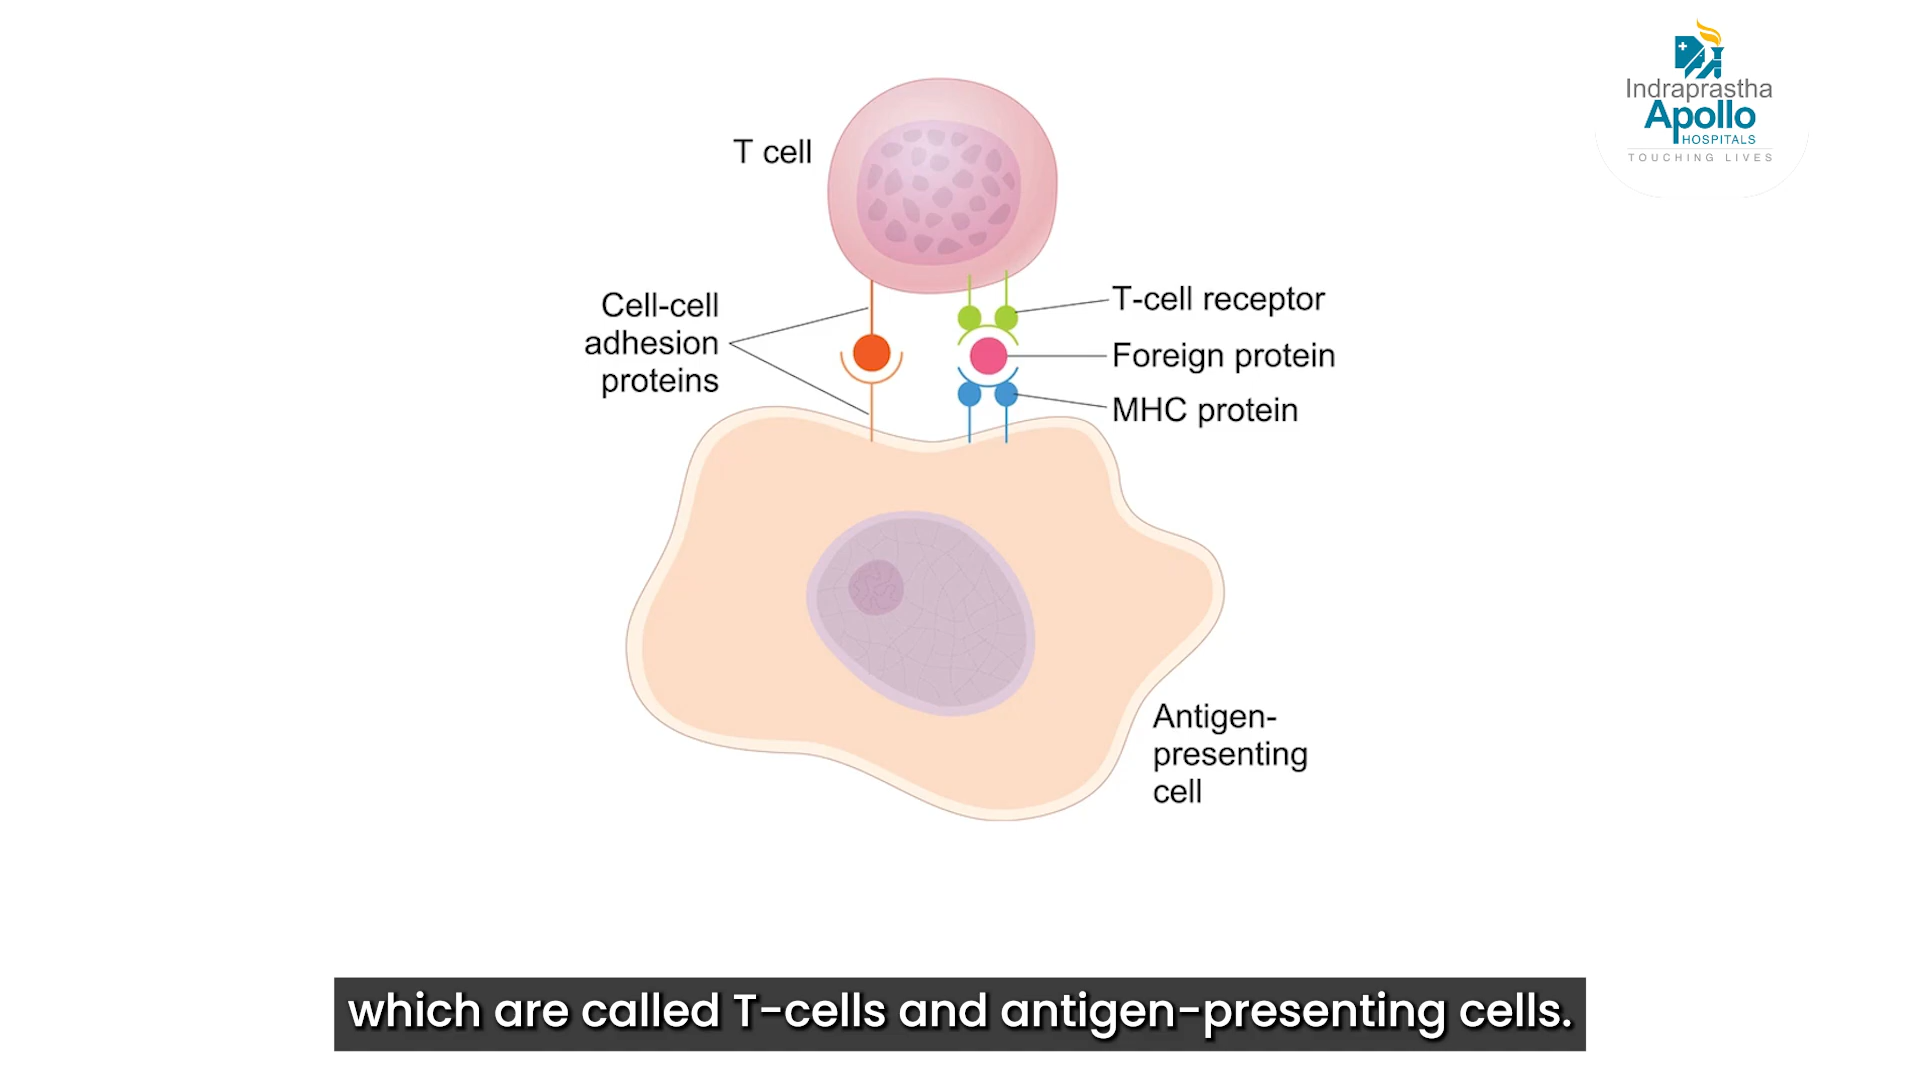 Indraprastha
Apollo
HOSPITALS
TOUCHING LIVES
T cell
Cell-cell
adhesion
proteins
T-cell receptor
Foreign protein
MHC protein
Antigen-
presenting
cell
which are called T-cells and antigen-presenting cells.